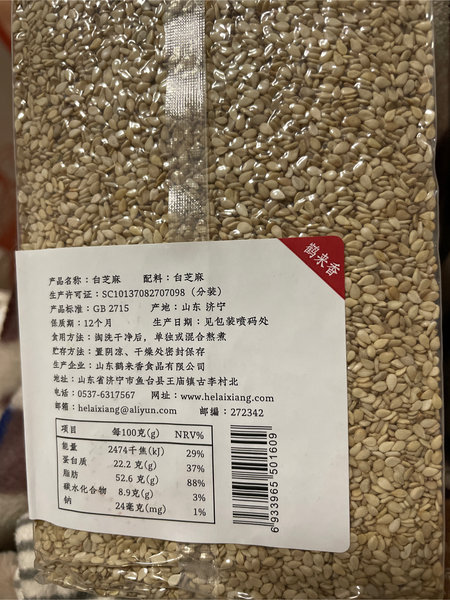 鹤来香
产品名称：白芝麻 配料：白芝麻
生产许可证：SC10137082707098（分装）
产品标准：GB 2715 产地：山东 济宁
保质期：12个月 生产日期：见包装喷码处
食用方法：淘洗干净后，单独或混合熬煮
贮存方法：置阴凉、干燥处密封保存
生产企业：山东鹤来香食品有限公司
地址：山东省济宁市鱼台县王庙镇古李村北
电话：0537-6317567 网址：www.helaixiang.com
邮箱：helaixiang@aliyun.com 邮编：272342
项目 每100克(g) NRV%
能量 2474千焦(kJ) 29%
蛋白质 22.2 克(g) 37%
脂肪 52.6 克(g) 88%
碳水化合物 8.9克(g) 3%
钠 24毫克(mg) 1%
6 933965 501609